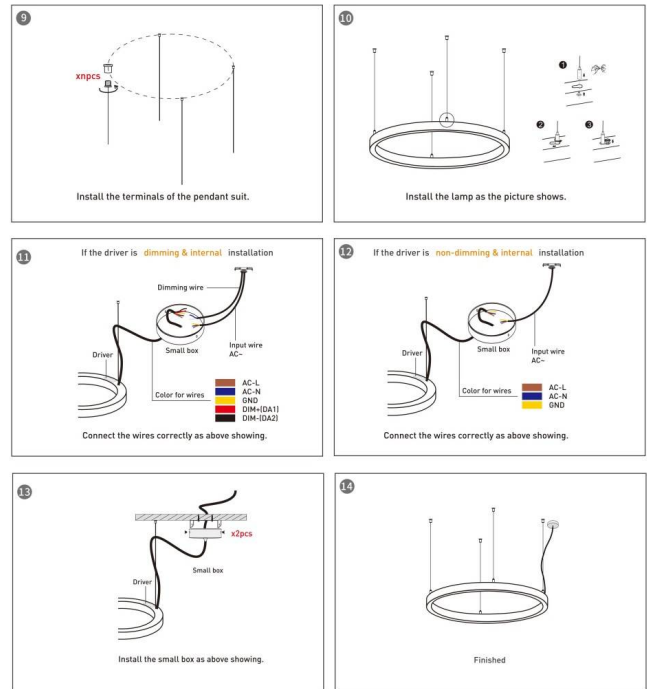 9
xnpcs
Install the terminals of the pendant suit.
10
1
2
3
Install the lamp as the picture shows.
11
If the driver is dimming & internal installation
Dimming wire
Driver
Small box
Input wire
AC~
Color for wires
AC-L
AC-N
GND
DIM+(DA1)
DIM-(DA2)
Connect the wires correctly as above showing.
12
If the driver is non-dimming & internal installation
Driver
Small box
Input wire
AC~
Color for wires
AC-L
AC-N
GND
Connect the wires correctly as above showing.
13
x2pcs
Small box
Driver
Install the small box as above showing.
14
Finished